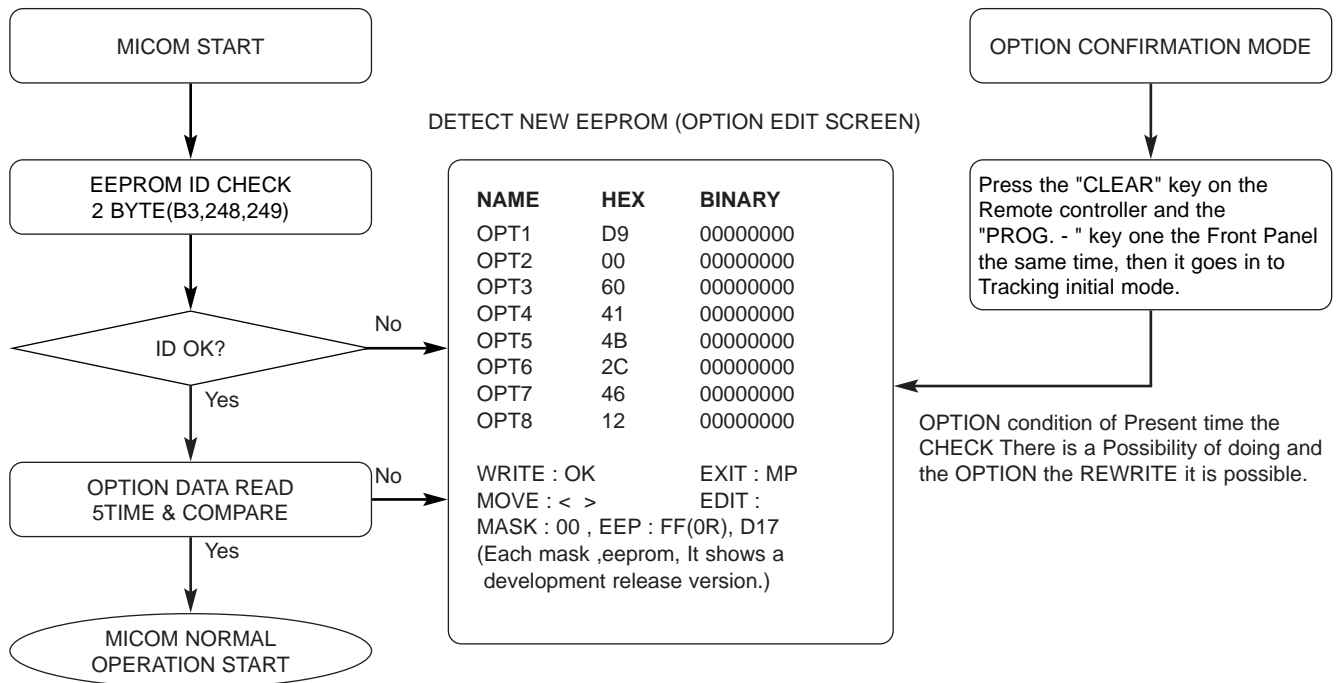 MICOM START
EEPROM ID CHECK
2 BYTE(B3,248,249)
ID OK?
No
Yes
OPTION DATA READ
5TIME & COMPARE
No
Yes
MICOM NORMAL
OPERATION START
DETECT NEW EEPROM (OPTION EDIT SCREEN)
NAME HEX BINARY
OPT1 D9 00000000
OPT2 00 00000000
OPT3 60 00000000
OPT4 41 00000000
OPT5 4B 00000000
OPT6 2C 00000000
OPT7 46 00000000
OPT8 12 00000000
WRITE : OK EXIT : MP
MOVE : < > EDIT :
MASK : 00 , EEP : FF(0R), D17
(Each mask ,eeprom, It shows a
development release version.)
OPTION CONFIRMATION MODE
Press the "CLEAR" key on the
Remote controller and the
"PROG. - " key one the Front Panel
the same time, then it goes in to
Tracking initial mode.
OPTION condition of Present time the
CHECK There is a Possibility of doing and
the OPTION the REWRITE it is possible.